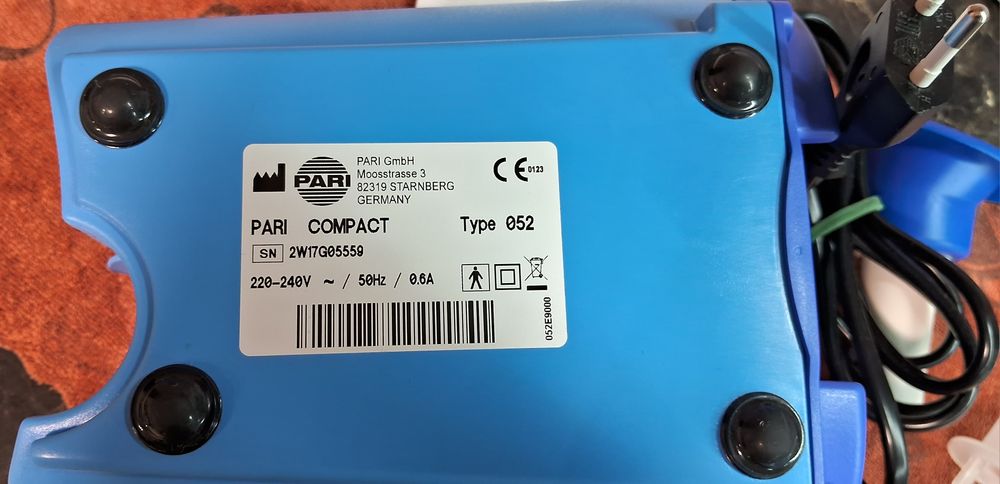 PARI
PARI GmbH
Moosstrasse 3
82319 STARNBERG
GERMANY
CE 0123
PARI COMPACT Type 052
SN 2W17G05559
220-240V ~ / 50Hz / 0.6A
052E9000